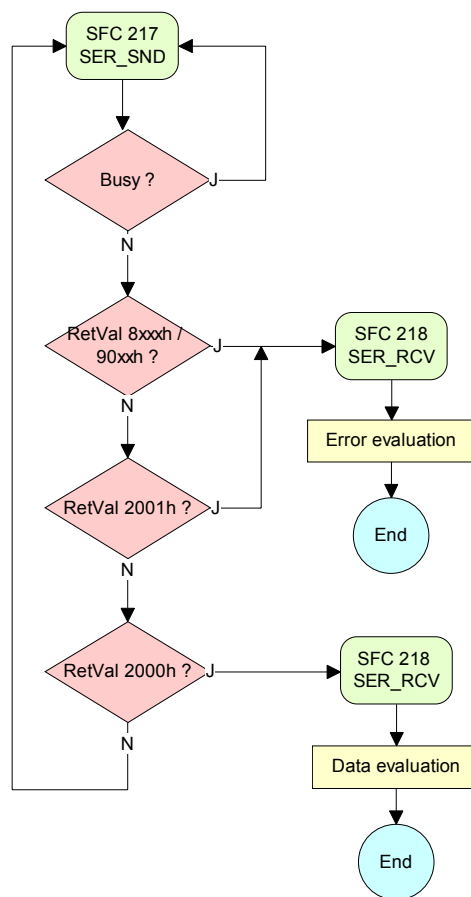 SFC 217
SER_SND
Busy ?
J
N
RetVal 8xxxh /
90xxh ?
J
SFC 218
SER_RCV
N
Error evaluation
RetVal 2001h ?
J
End
N
RetVal 2000h ?
J
SFC 218
SER_RCV
N
Data evaluation
End